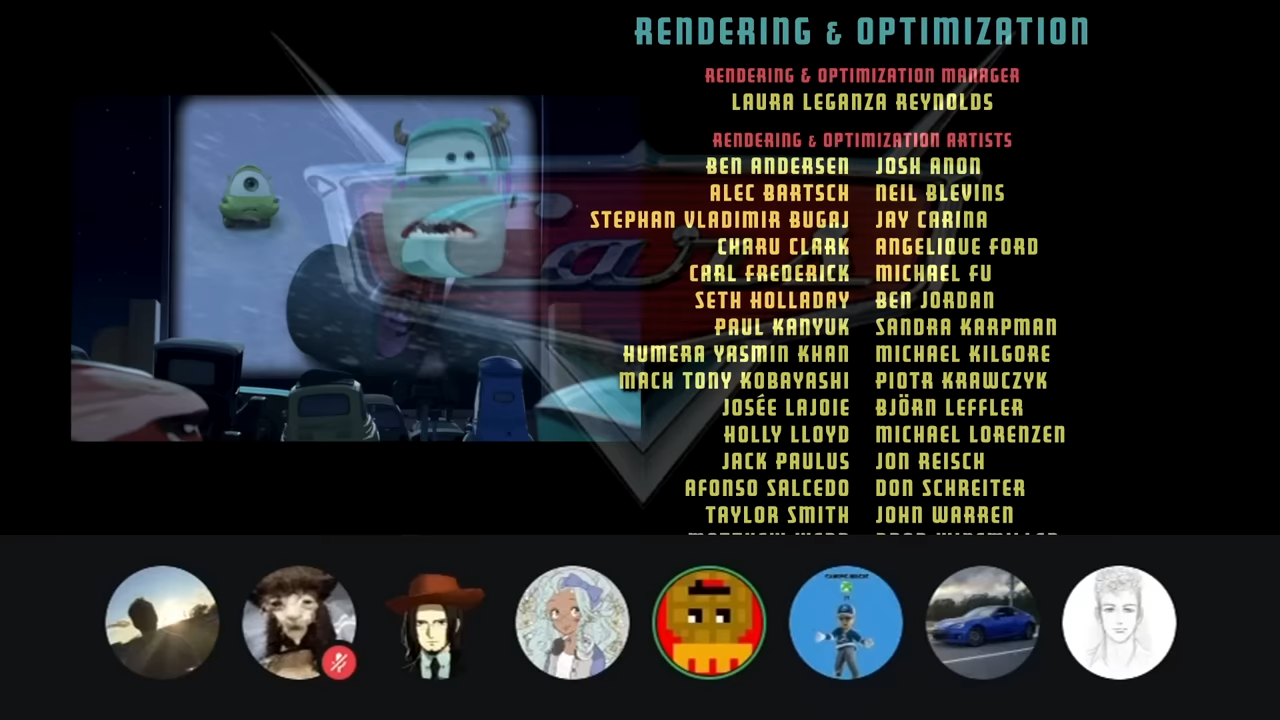 RENDERING & OPTIMIZATION
RENDERING & OPTIMIZATION MANAGER
LAURA LEGANZA REYNOLDS
RENDERING & OPTIMIZATION ARTISTS
BEN ANDERSEN JOSH ANON
ALEC BARTSCH NEIL BLEVINS
STEPHAN VLADIMIR BUGAJ JAY CARINA
CHARU CLARK ANGELIQUE FORD
CARL FREDERICK MICHAEL FU
SETH HOLLADAY BEN JORDAN
PAUL KANYUK SANDRA KARPMAN
HUMERA YASMIN KHAN MICHAEL KILGORE
MACH TONY KOBAYASHI PIOTR KRAWCZYK
JOSÉE LAJOIE BJÖRN LEFFLER
HOLLY LLOYD MICHAEL LORENZEN
JACK PAULUS JON REISCH
AFONSO SALCEDO DON SCHREITER
TAYLOR SMITH JOHN WARREN
Cars